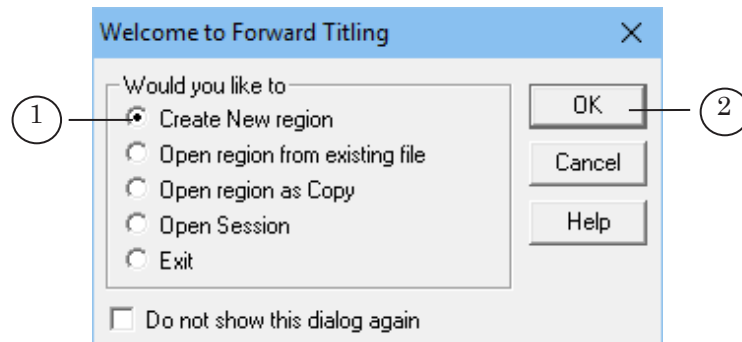 Welcome to Forward Titling
Would you like to
1
Create New region
OK
2
Open region from existing file
Cancel
Open region as Copy
Open Session
Help
Exit
Do not show this dialog again